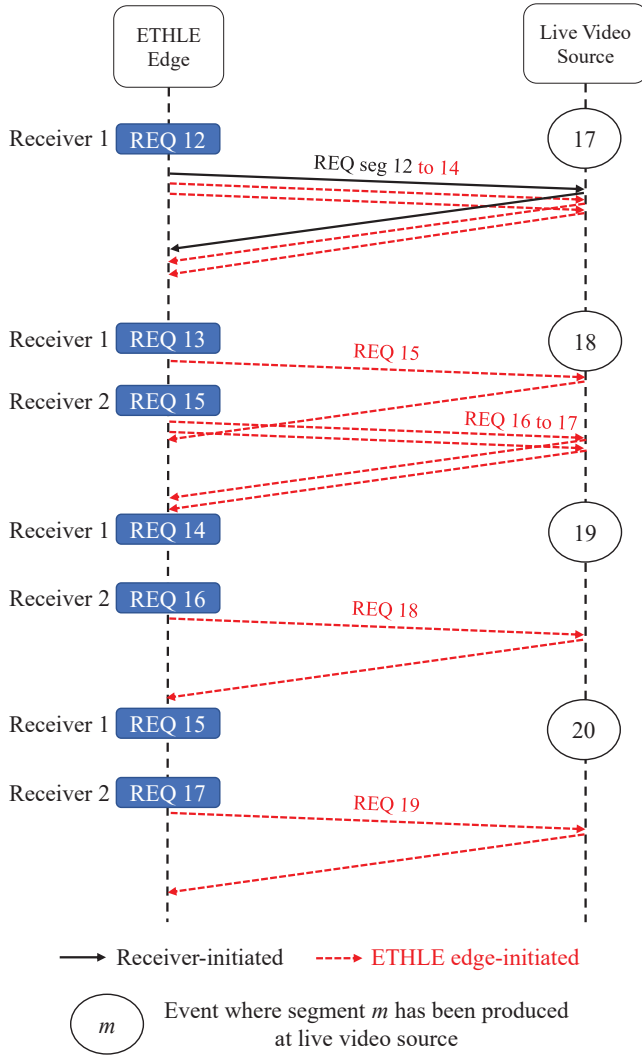 ETHLE
Edge
Live Video
Source
Receiver 1
REQ 12
17
REQ seg 12 to 14
Receiver 1
REQ 13
18
REQ 15
Receiver 2
REQ 15
REQ 16 to 17
Receiver 1
REQ 14
19
Receiver 2
REQ 16
REQ 18
Receiver 1
REQ 15
20
Receiver 2
REQ 17
REQ 19
Receiver-initiated
ETHLE edge-initiated
m
Event where segment m has been produced
at live video source